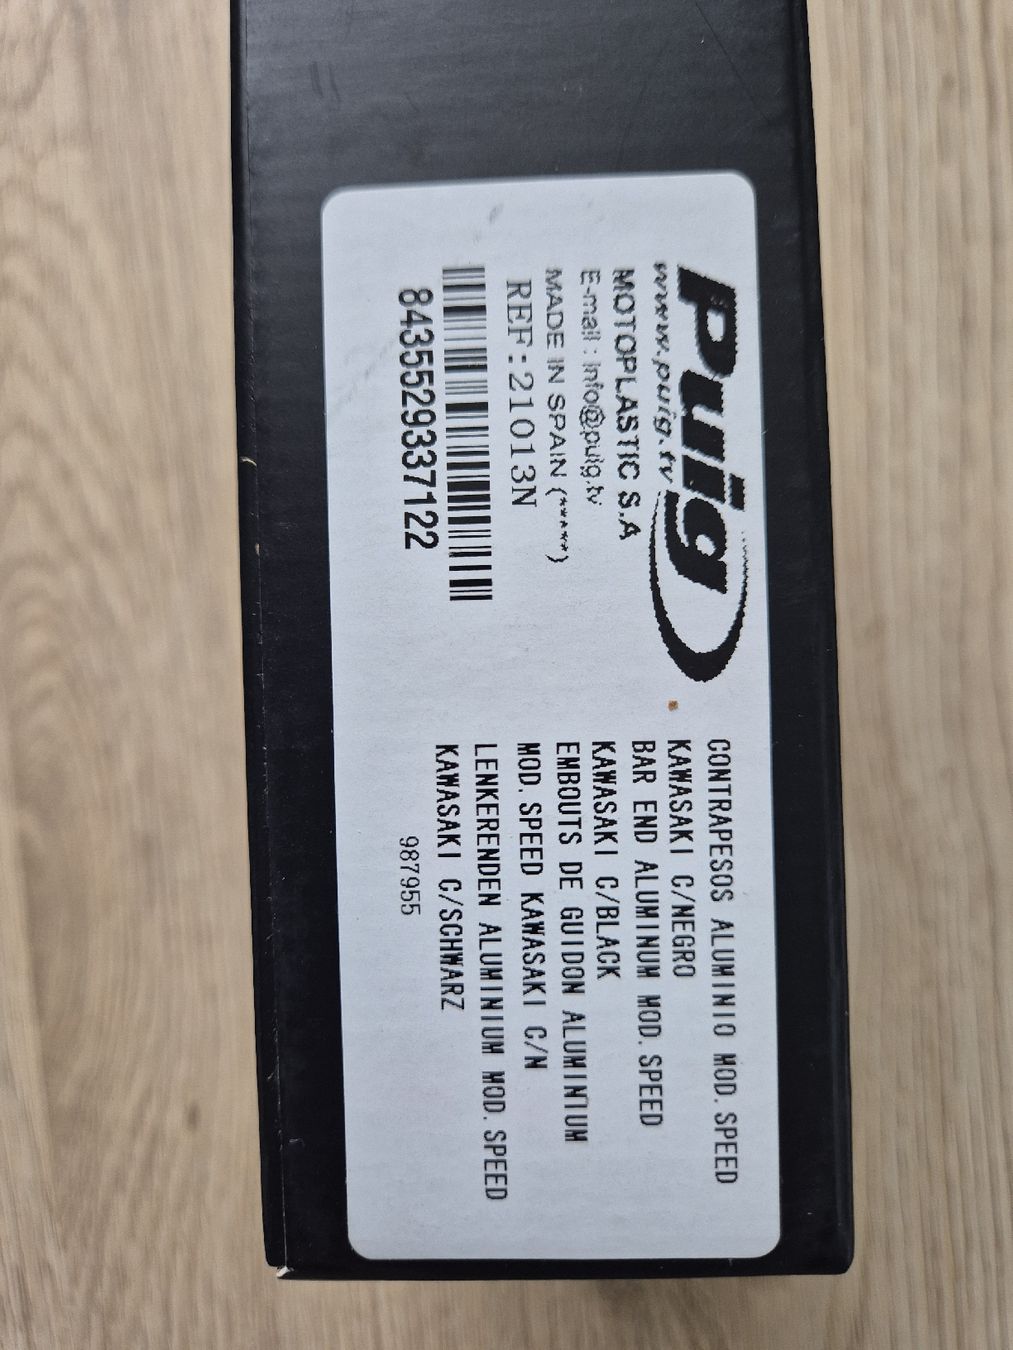 Puig
www.puig.tv
MOTOPLASTIC S.A
E-mail : info@puig.tv
MADE IN SPAIN (*****)
REF:21013N
8435529337122
CONTRAPESOS ALUMINIO MOD.SPEED
KAWASAKI C/NEGRO
BAR END ALUMINUM MOD.SPEED
KAWASAKI C/BLACK
EMBOUTS DE GUIDON ALUMINIUM
MOD.SPEED KAWASAKI C/N
LENKERENDEN ALUMINIUM MOD.SPEED
KAWASAKI C/SCHWARZ
987955